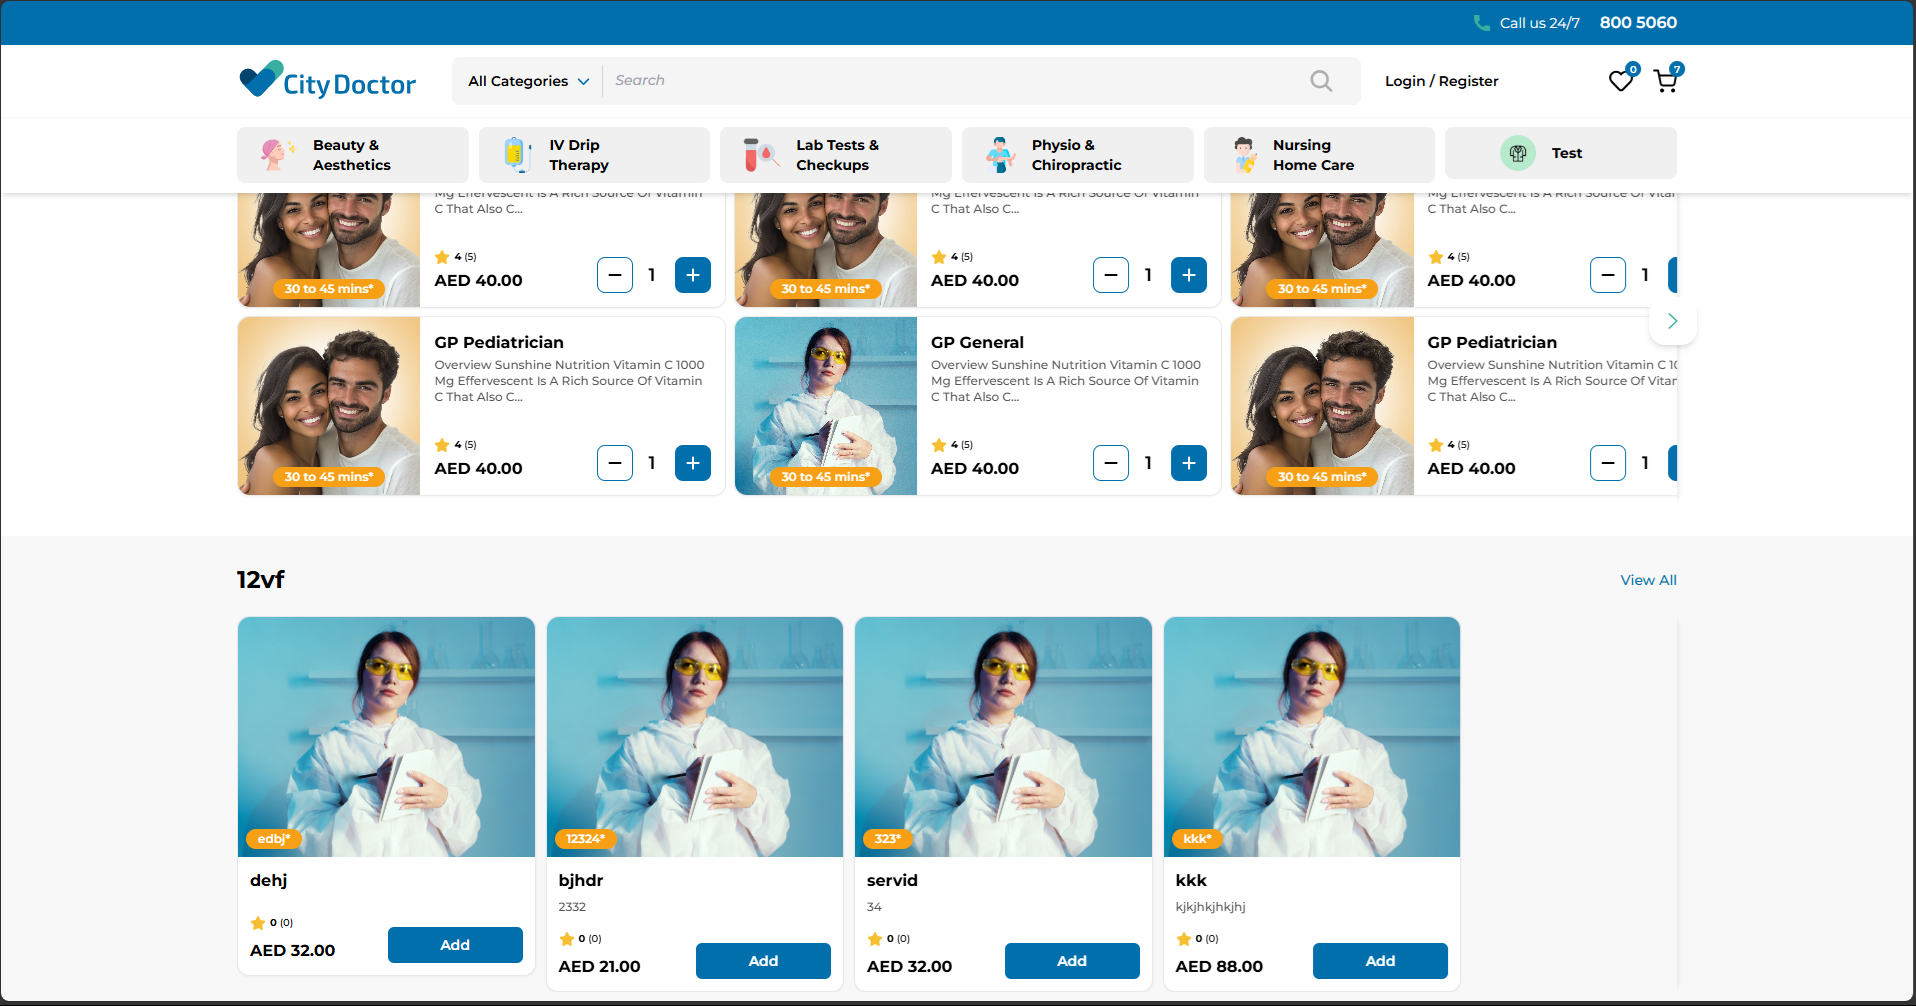 Call us 24/7 800 5060
City Doctor
All Categories
Search
Login / Register
0
7
Beauty &
Aesthetics
IV Drip
Therapy
Lab Tests &
Checkups
Physio &
Chiropractic
Nursing
Home Care
Test
Mg Effervescent Is A Rich Source Of Vitamin
C That Also C...
4 (5)
AED 40.00
1
30 to 45 mins*
Mg Effervescent Is A Rich Source Of Vitamin
C That Also C...
4 (5)
AED 40.00
1
30 to 45 mins*
Mg Effervescent Is A Rich Source Of Vitar
C That Also C...
4 (5)
AED 40.00
1
30 to 45 mins*
GP Pediatrician
Overview Sunshine Nutrition Vitamin C 1000
Mg Effervescent Is A Rich Source Of Vitamin
C That Also C...
4 (5)
AED 40.00
1
30 to 45 mins*
GP General
Overview Sunshine Nutrition Vitamin C 1000
Mg Effervescent Is A Rich Source Of Vitamin
C That Also C...
4 (5)
AED 40.00
1
30 to 45 mins*
GP Pediatrician
Overview Sunshine Nutrition Vitamin C 10
Mg Effervescent Is A Rich Source Of Vitar
C That Also C...
4 (5)
AED 40.00
1
30 to 45 mins*
12vf
View All
edbj*
dehj
0 (0)
AED 32.00
Add
12324*
bjhdr
2332
0 (0)
AED 21.00
Add
323*
servid
34
0 (0)
AED 32.00
Add
kkk*
kkk
kjkjhkjhkjhj
0 (0)
AED 88.00
Add